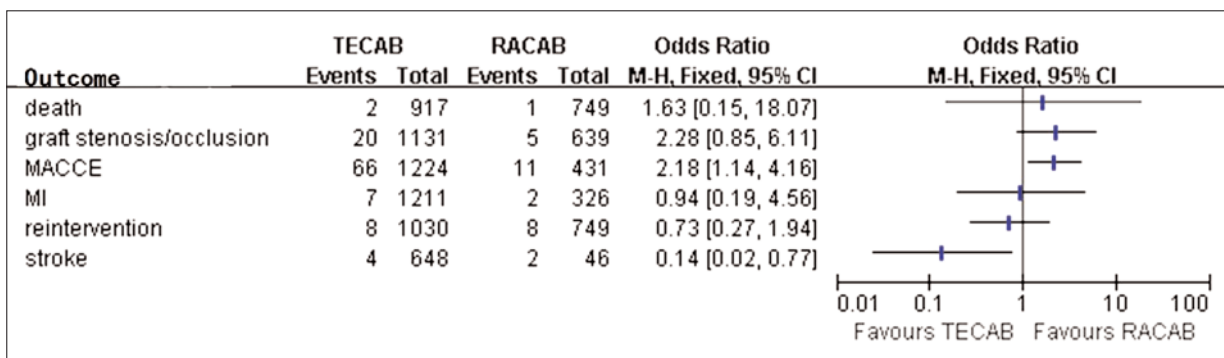 TECAB RACAB Odds Ratio Odds Ratio
Outcome Events Total Events Total M-H, Fixed, 95% CI M-H, Fixed, 95% CI
death 2 917 1 749 1.63 [0.15, 18.07]
graft stenosis/occlusion 20 1131 5 639 2.28 [0.85, 6.11]
MACCE 66 1224 11 431 2.18 [1.14, 4.16]
MI 7 1211 2 326 0.94 [0.19, 4.56]
reintervention 8 1030 8 749 0.73 [0.27, 1.94]
stroke 4 648 2 46 0.14 [0.02, 0.77]
0.01 0.1 1 10 100
Favours TECAB Favours RACAB